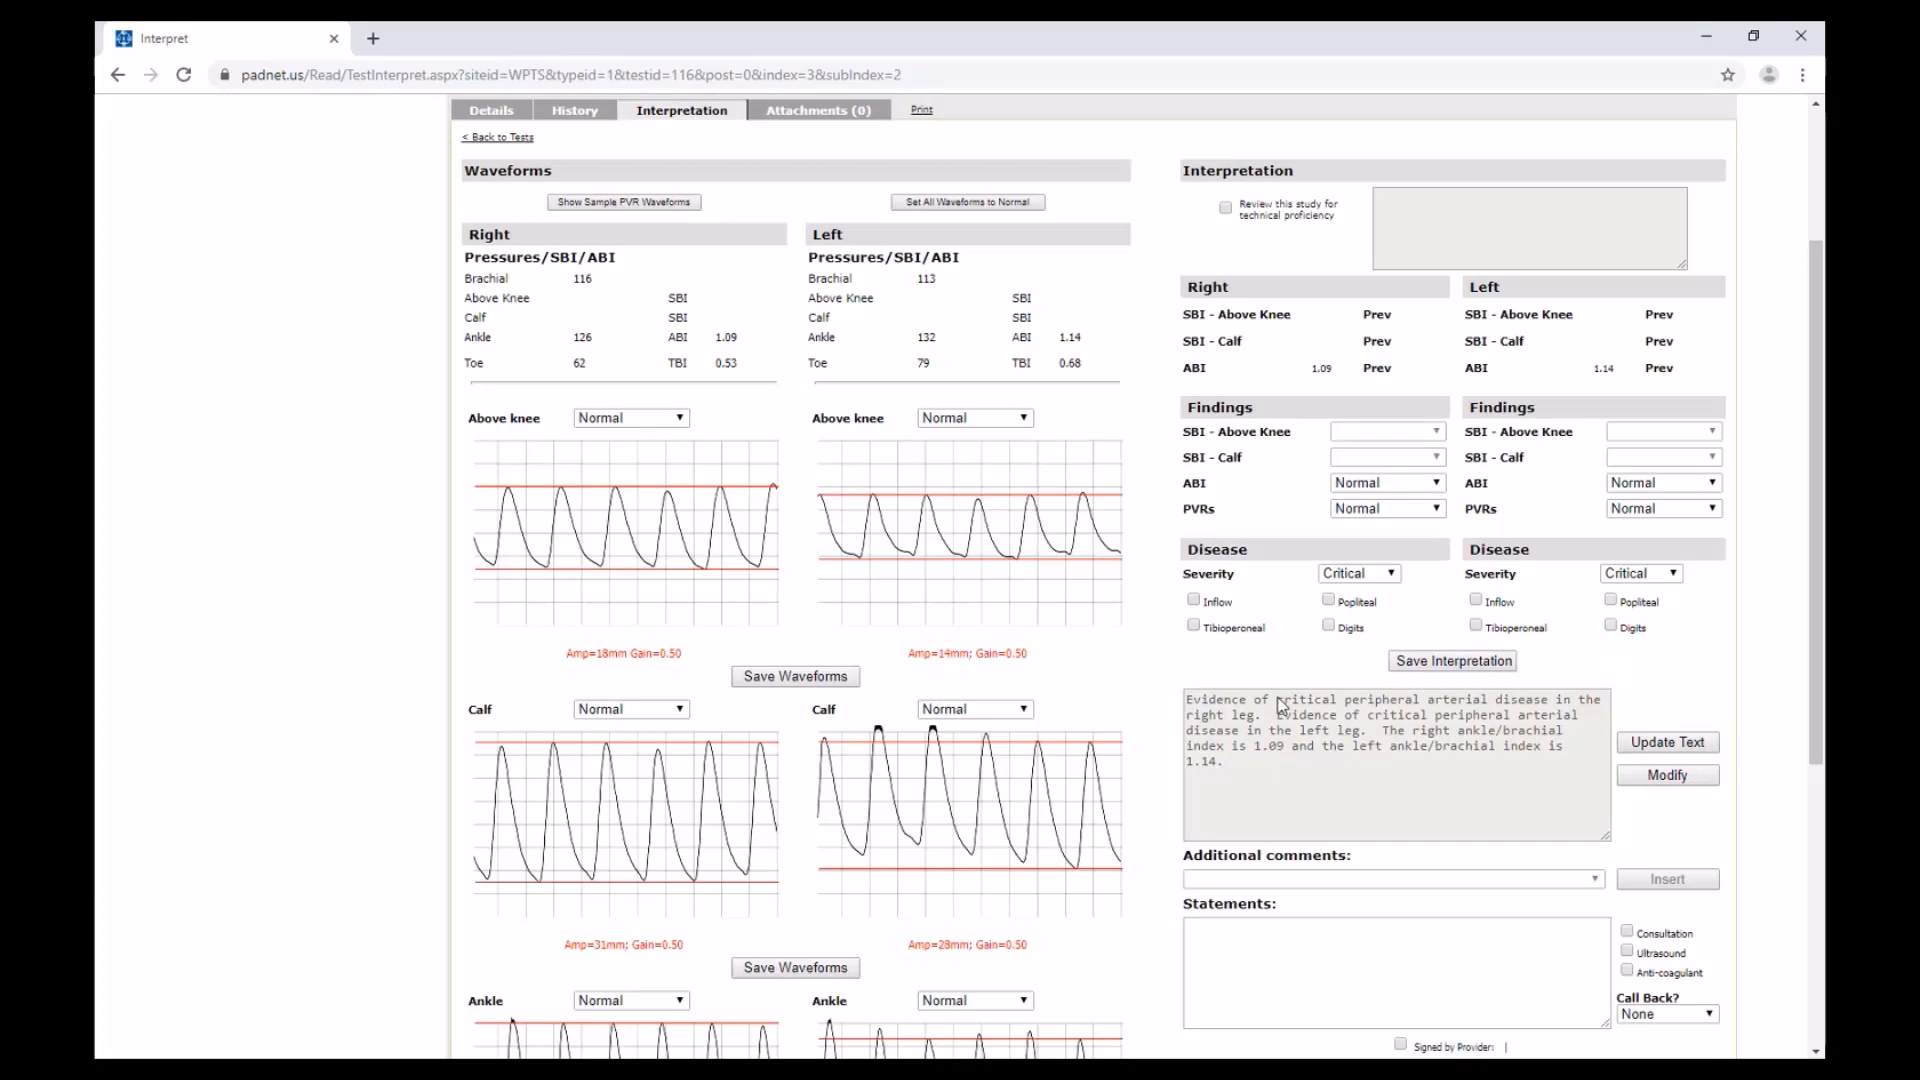 Interpret
padnet.us/Read/TestInterpret.aspx?siteid=WPTS&typeid=1&testid=116&post=0&index=3&subIndex=2
Details History Interpretation Attachments (0) Print
< Back to Tests
Waveforms
Show Sample PVR Waveforms Set All Waveforms to Normal
Right Left
Pressures/SBI/ABI Pressures/SBI/ABI
Brachial 116 Brachial 113
Above Knee SBI Above Knee SBI
Calf SBI Calf SBI
Ankle 126 ABI 1.09 Ankle 132 ABI 1.14
Toe 62 TBI 0.53 Toe 79 TBI 0.68
Above knee Normal Above knee Normal
Amp=18mm Gain=0.50 Amp=14mm; Gain=0.50
Save Waveforms
Calf Normal Calf Normal
Amp=31mm; Gain=0.50 Amp=28mm; Gain=0.50
Save Waveforms
Ankle Normal Ankle Normal
Interpretation
Review this study for
technical proficiency
Right Left
SBI - Above Knee Prev SBI - Above Knee Prev
SBI - Calf Prev SBI - Calf Prev
ABI 1.09 Prev ABI 1.14 Prev
Findings Findings
SBI - Above Knee SBI - Above Knee
SBI - Calf SBI - Calf
ABI Normal ABI Normal
PVRs Normal PVRs Normal
Disease Disease
Severity Critical Severity Critical
Inflow Popliteal Inflow Popliteal
Tibioperoneal Digits Tibioperoneal Digits
Save Interpretation
Evidence of critical peripheral arterial disease in the
right leg. Evidence of critical peripheral arterial
disease in the left leg. The right ankle/brachial
index is 1.09 and the left ankle/brachial index is
1.14.
Update Text
Modify
Additional comments:
Insert
Statements:
Consultation
Ultrasound
Anti-coagulant
Call Back?
None
Signed by Provider: |